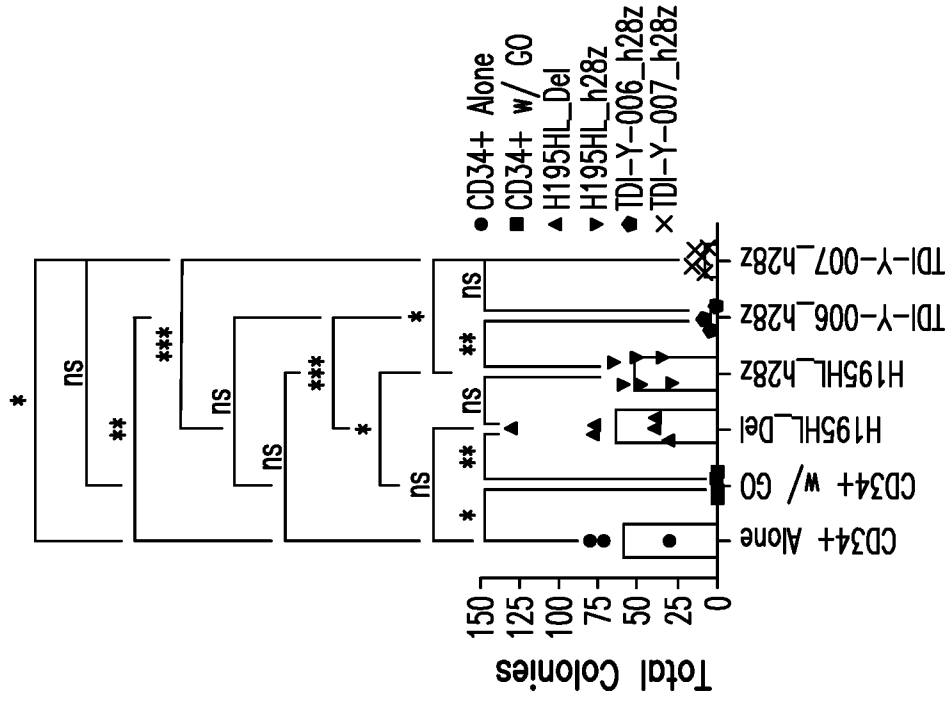 *
ns
**
***
ns
ns
***
*
*
ns
* ** ns ** ns
Total Colonies
150
125
100
75
50
25
0
CD34+ Alone
CD34+ w/ GO
H195HL_Del
H195HL_h28z
TDI-Y-006_h28z
TDI-Y-007_h28z
CD34+ Alone
CD34+ w/ GO
H195HL_Del
H195HL_h28z
TDI-Y-006_h28z
TDI-Y-007_h28z